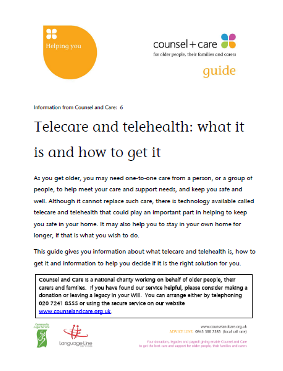 Helping you
counsel + care
for older people, their families and carers
guide
Information from Counsel and Care: 6
Telecare and telehealth: what it
is and how to get it
As you get older, you may need one-to-one care from a person, or a group of
people, to help meet your care and support needs, and keep you safe and
well. Although it cannot replace such care, there is technology available called
telecare and telehealth that could play an important part in helping to keep
you safe in your home. It may also help you to stay in your own home for
longer, if that is what you wish to do.
This guide gives you information about what telecare and telehealth is, how to
get it and information to help you decide if it is the right solution for you.
Counsel and Care is a national charity working on behalf of older people, their
carers and families. If you have found our service helpful, please consider making a
donation or leaving a legacy in your Will. You can arrange either by telephoning
020 7241 8555 or using the secure service on our website
www.counselandcare.org.uk
LanguageLine
www.counselandcare.org.uk